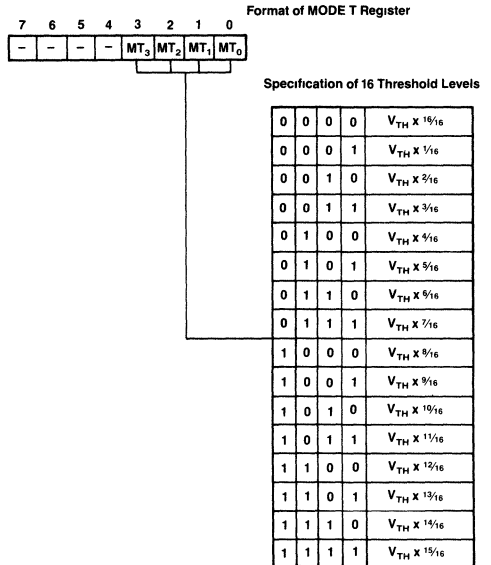 Format of MODE T Register
7 6 5 4 3 2 1 0
– – – – MT3 MT2 MT1 MT0
Specification of 16 Threshold Levels
0 0 0 0 VTH x 16/16
0 0 0 1 VTH x 1/16
0 0 1 0 VTH x 2/16
0 0 1 1 VTH x 3/16
0 1 0 0 VTH x 4/16
0 1 0 1 VTH x 5/16
0 1 1 0 VTH x 6/16
0 1 1 1 VTH x 7/16
1 0 0 0 VTH x 8/16
1 0 0 1 VTH x 9/16
1 0 1 0 VTH x 10/16
1 0 1 1 VTH x 11/16
1 1 0 0 VTH x 12/16
1 1 0 1 VTH x 13/16
1 1 1 0 VTH x 14/16
1 1 1 1 VTH x 15/16